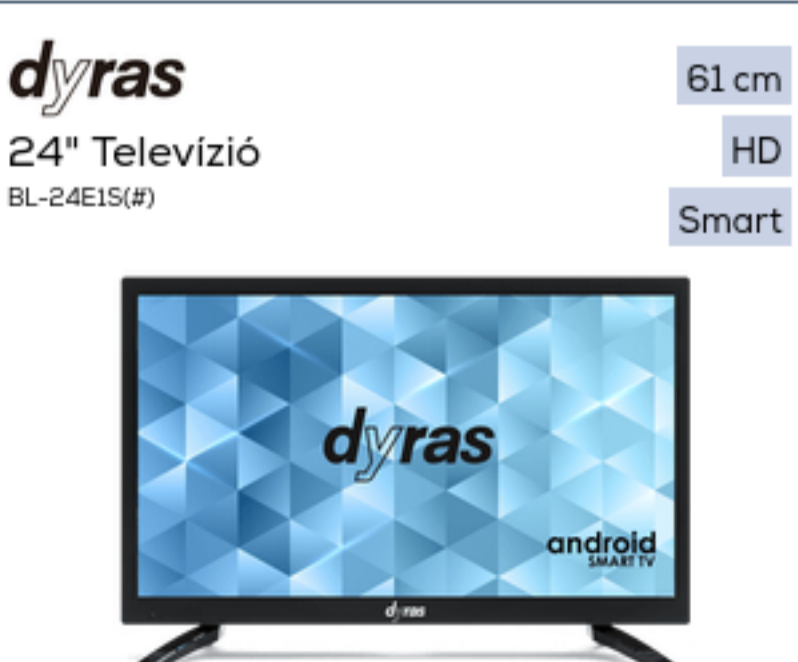 dyras
24" Televízió
BL-24E1S(#)
61 cm
HD
Smart
dyras
android
SMART TV
dyras